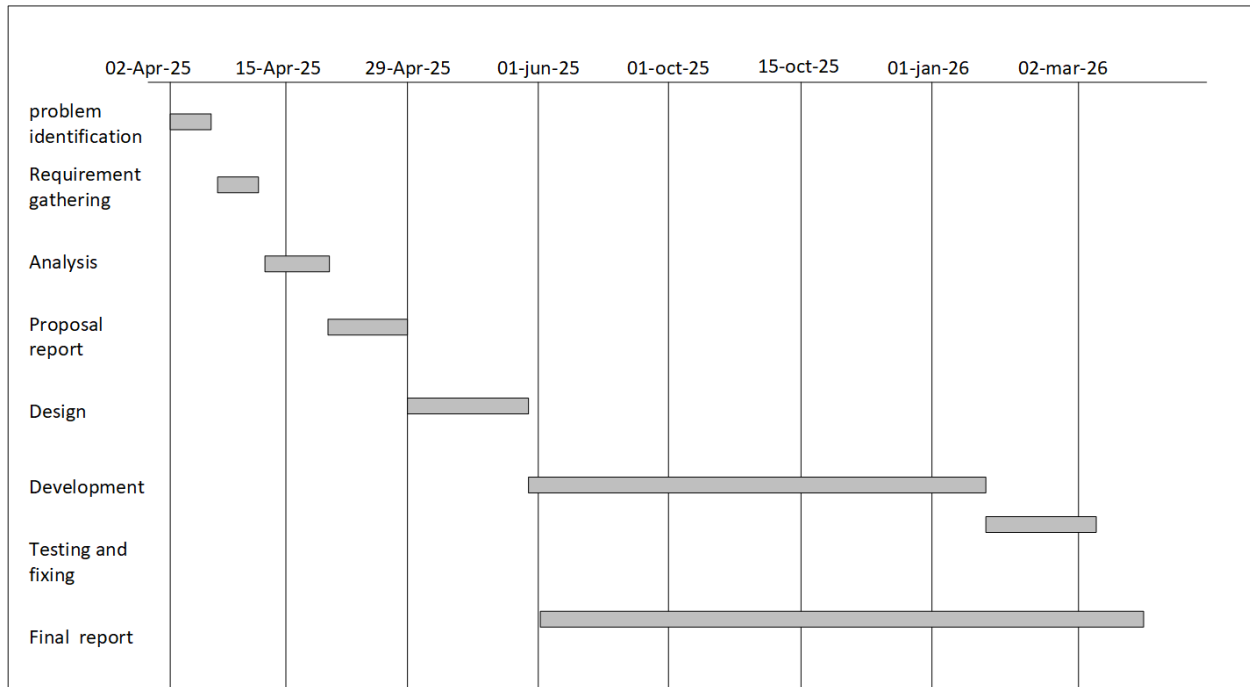 02-Apr-25 15-Apr-25 29-Apr-25 01-jun-25 01-oct-25 15-oct-25 01-jan-26 02-mar-26
problem
identification
Requirement
gathering
Analysis
Proposal
report
Design
Development
Testing and
fixing
Final report